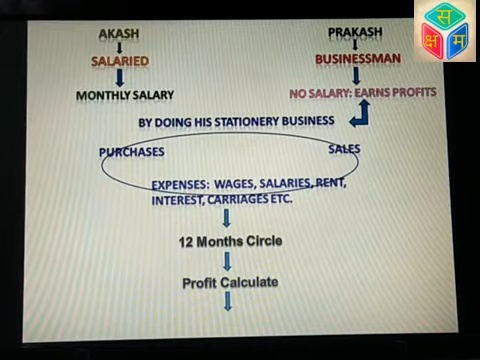 AKASH
PRAKASH
SALARIED
BUSINESSMAN
MONTHLY SALARY
NO SALARY: EARNS PROFITS
BY DOING HIS STATIONERY BUSINESS
PURCHASES
SALES
EXPENSES: WAGES, SALARIES, RENT,
INTEREST, CARRIAGES ETC.
12 Months Circle
Profit Calculate
स
क्ष म